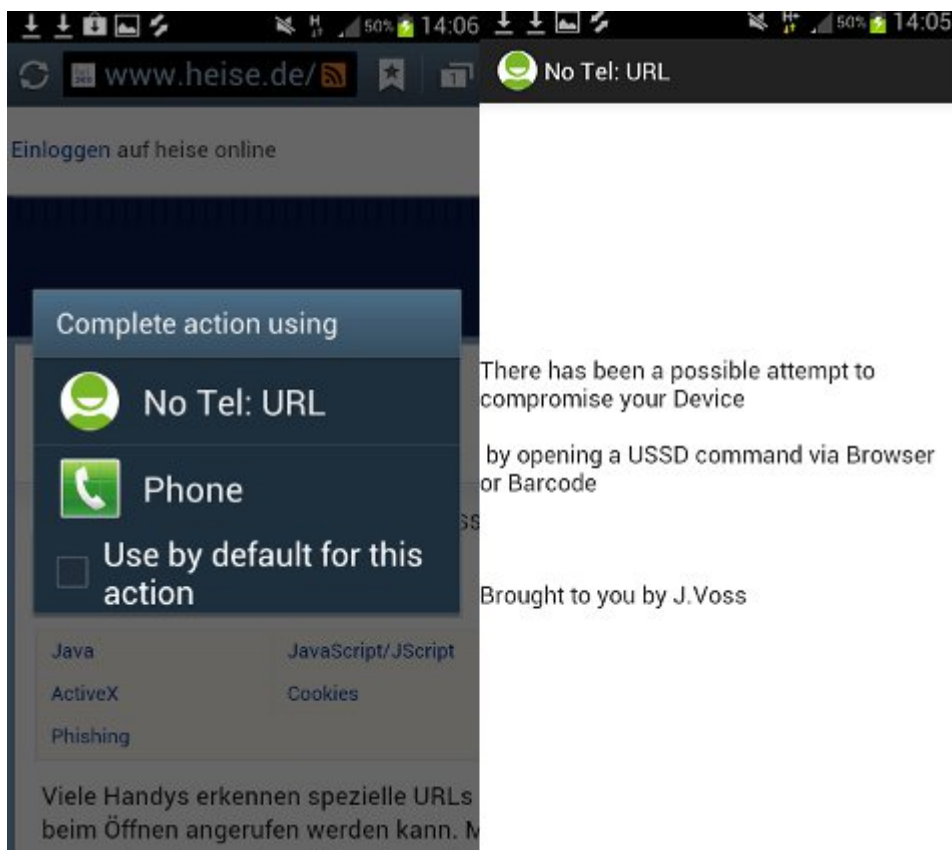 50% 14:06
www.heise.de/
1
Einloggen auf heise online
Complete action using
No Tel: URL
Phone
Use by default for this
action
Java JavaScript/JScript
ActiveX Cookies
Phishing
Viele Handys erkennen spezielle URLs
beim Öffnen angerufen werden kann. M
H+ 50% 14:05
No Tel: URL
There has been a possible attempt to
compromise your Device
by opening a USSD command via Browser
or Barcode
Brought to you by J.Voss